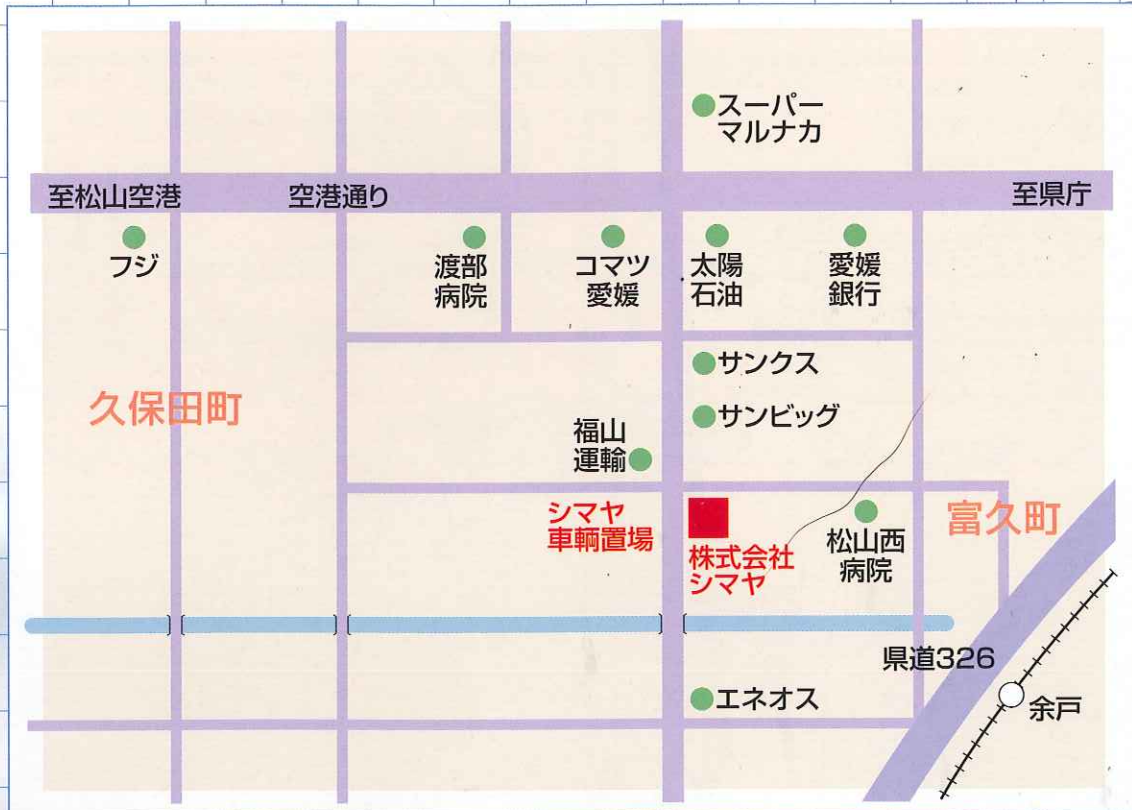 スーパー
マルナカ
至松山空港
空港通り
至県庁
フジ
渡部
病院
コマツ
愛媛
太陽
石油
愛媛
銀行
サンクス
久保田町
サンビッグ
福山
運輸
シマヤ
車輌置場
株式会社
シマヤ
松山西
病院
富久町
県道326
エネオス
余戸